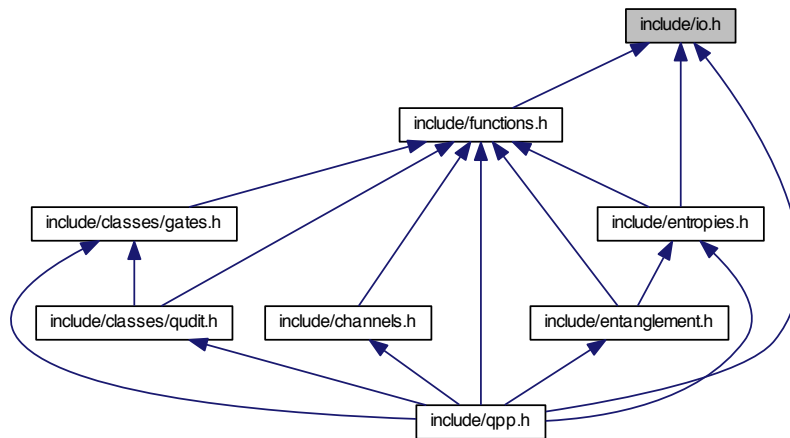 include/io.h
include/functions.h
include/classes/gates.h
include/entropies.h
include/classes/qudit.h
include/channels.h
include/entanglement.h
include/qpp.h